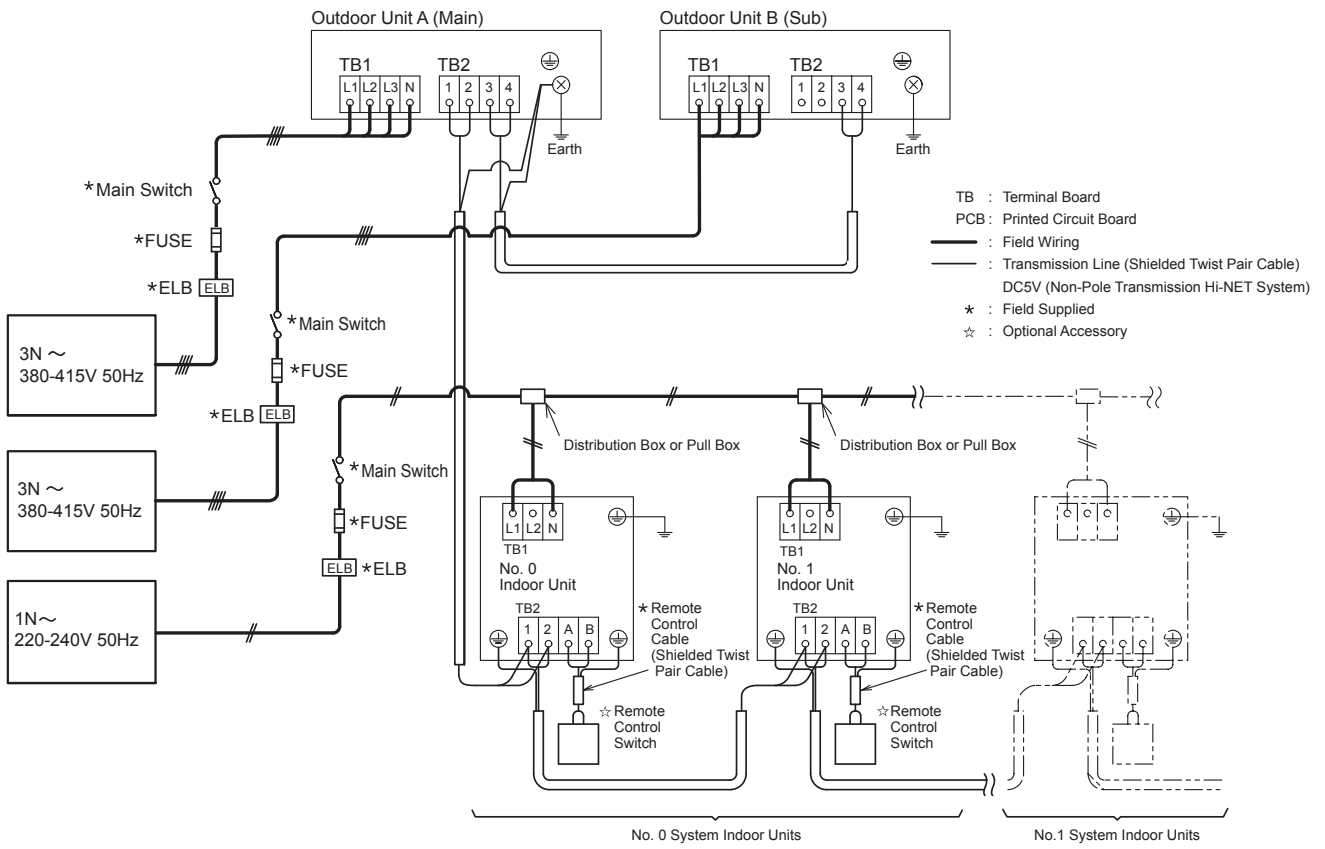 Outdoor Unit A (Main)
TB1
L1 L2 L3 N
TB2
1 2 3 4
Earth
Outdoor Unit B (Sub)
TB1
L1 L2 L3 N
TB2
1 2 3 4
Earth
*Main Switch
*FUSE
*ELB ELB
3N ~
380-415V 50Hz
*Main Switch
*FUSE
*ELB ELB
3N ~
380-415V 50Hz
*Main Switch
*FUSE
ELB *ELB
1N~
220-240V 50Hz
TB : Terminal Board
PCB : Printed Circuit Board
: Field Wiring
: Transmission Line (Shielded Twist Pair Cable)
DC5V (Non-Pole Transmission Hi-NET System)
* : Field Supplied
☆ : Optional Accessory
Distribution Box or Pull Box
Distribution Box or Pull Box
L1 L2 N
TB1
No. 0
Indoor Unit
TB2
1 2 A B
*Remote
Control
Cable
(Shielded Twist
Pair Cable)
☆Remote
Control
Switch
L1 L2 N
TB1
No. 1
Indoor Unit
TB2
1 2 A B
*Remote
Control
Cable
(Shielded Twist
Pair Cable)
☆Remote
Control
Switch
No. 0 System Indoor Units
No.1 System Indoor Units